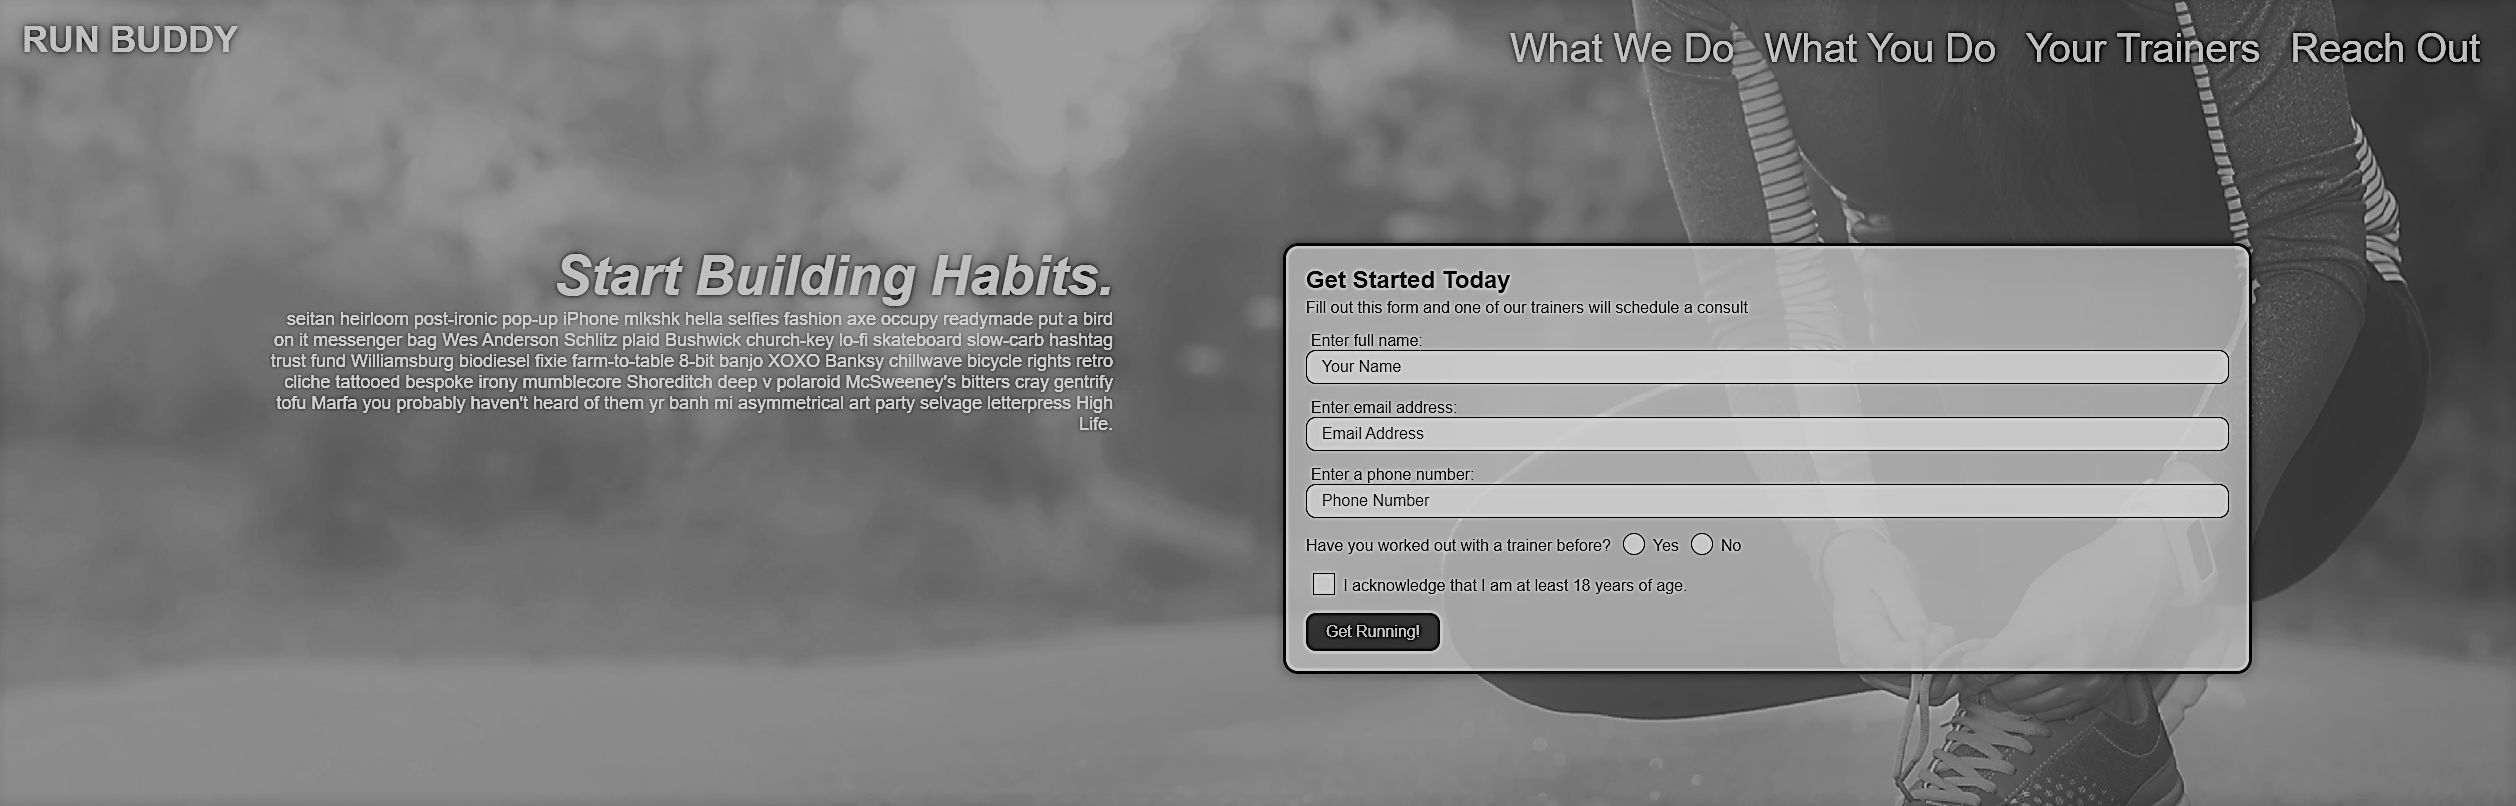 RUN BUDDY
What We Do What You Do Your Trainers Reach Out
Start Building Habits.
seitan heirloom post-ironic pop-up iPhone mlkshk hella selfies fashion axe occupy readymade put a bird
on it messenger bag Wes Anderson Schlitz plaid Bushwick church-key lo-fi skateboard slow-carb hashtag
trust fund Williamsburg biodiesel fixie farm-to-table 8-bit banjo XOXO Banksy chillwave bicycle rights retro
cliche tattooed bespoke irony mumblecore Shoreditch deep v polaroid McSweeney's bitters cray gentrify
tofu Marfa you probably haven't heard of them yr banh mi asymmetrical art party selvage letterpress High
Life.
Get Started Today
Fill out this form and one of our trainers will schedule a consult
Enter full name:
Your Name
Enter email address:
Email Address
Enter a phone number:
Phone Number
Have you worked out with a trainer before? Yes No
I acknowledge that I am at least 18 years of age.
Get Running!